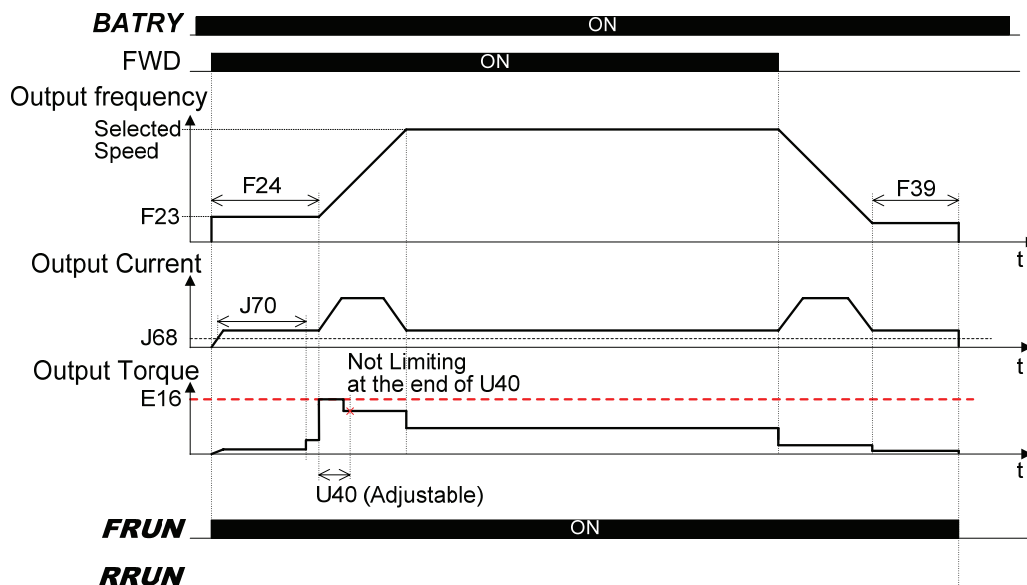 BATRY
ON
FWD
ON
Output frequency
Selected
Speed
F24
F39
F23
t
Output Current
J70
J68
t
Output Torque
Not Limiting
at the end of U40
E16
t
U40 (Adjustable)
FRUN
ON
RRUN